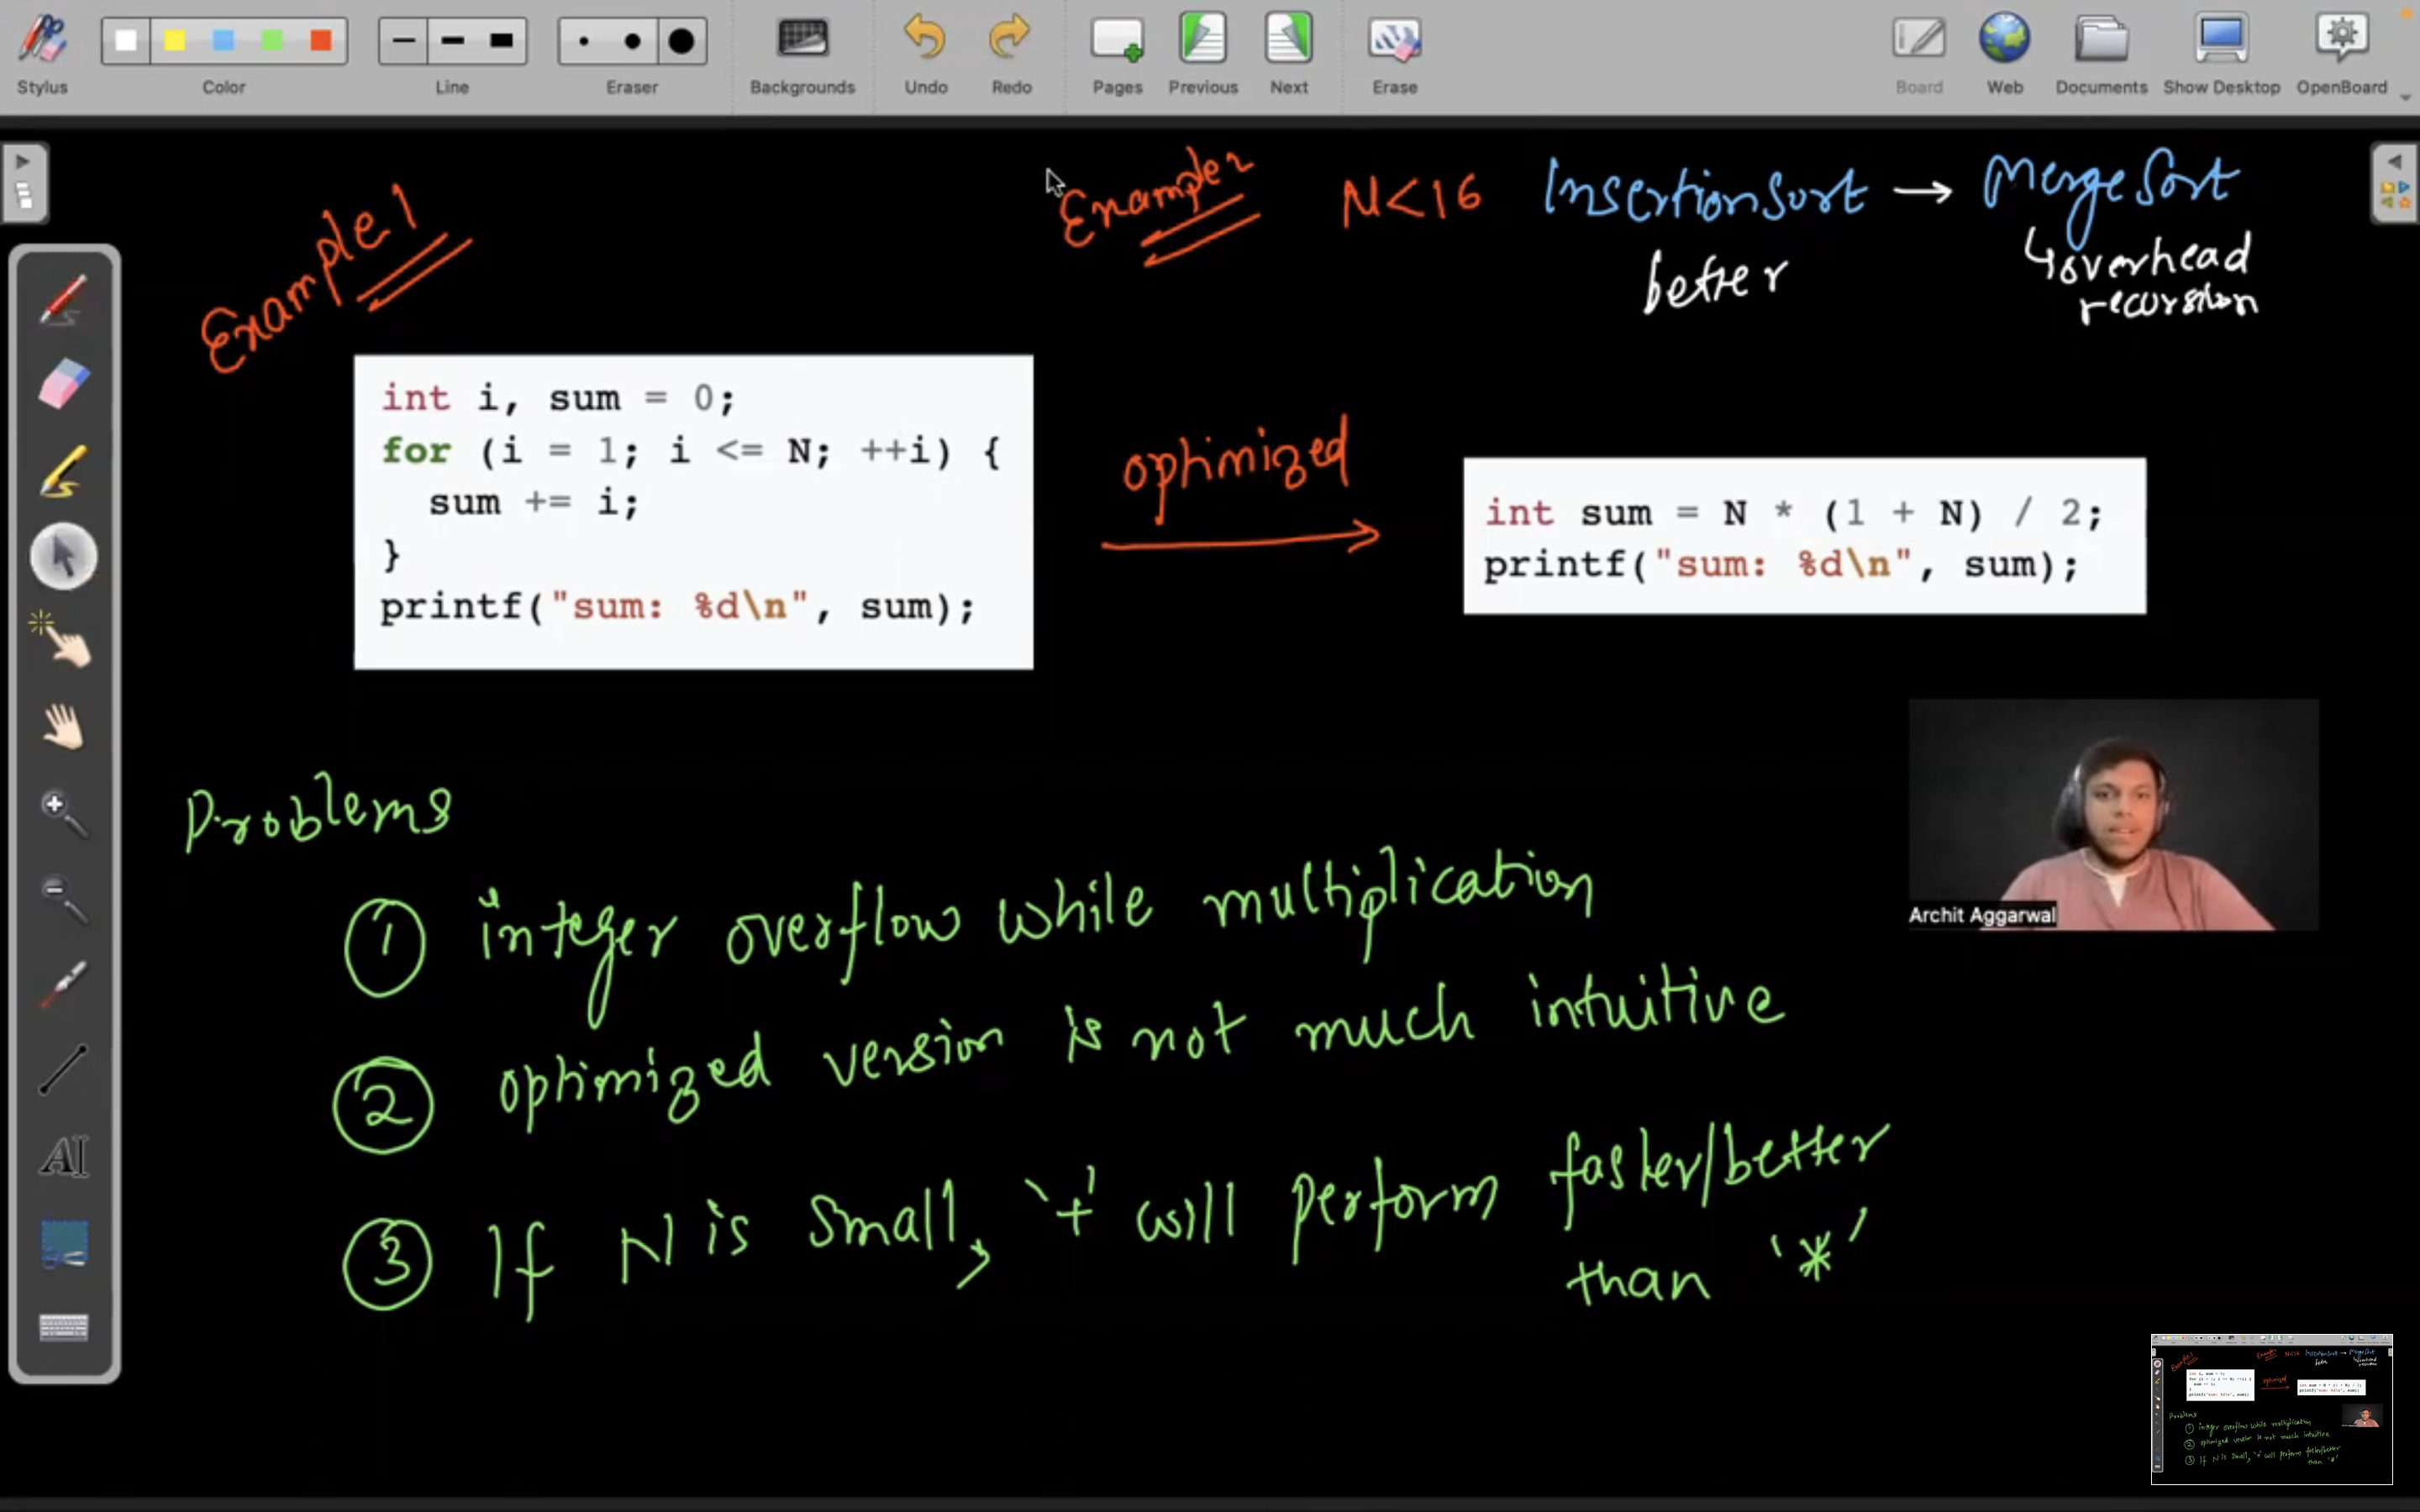 Stylus
Color
Line
Eraser
Backgrounds
Undo
Redo
Pages
Previous
Next
Erase
Board
Web
Documents
Show Desktop
OpenBoard
Example 1
Example 2 N<16 InsertionSort → MergeSort
better
↳ overhead
recursion
int i, sum = 0;
for (i = 1; i <= N; ++i) {
sum += i;
}
printf("sum: %d\n", sum);
optimized
int sum = N * (1 + N) / 2;
printf("sum: %d\n", sum);
Archit Aggarwal
Problems
① integer overflow while multiplication
② optimized version is not much intuitive
③ If N is small, '+' will perform faster/better
than '*'
AI